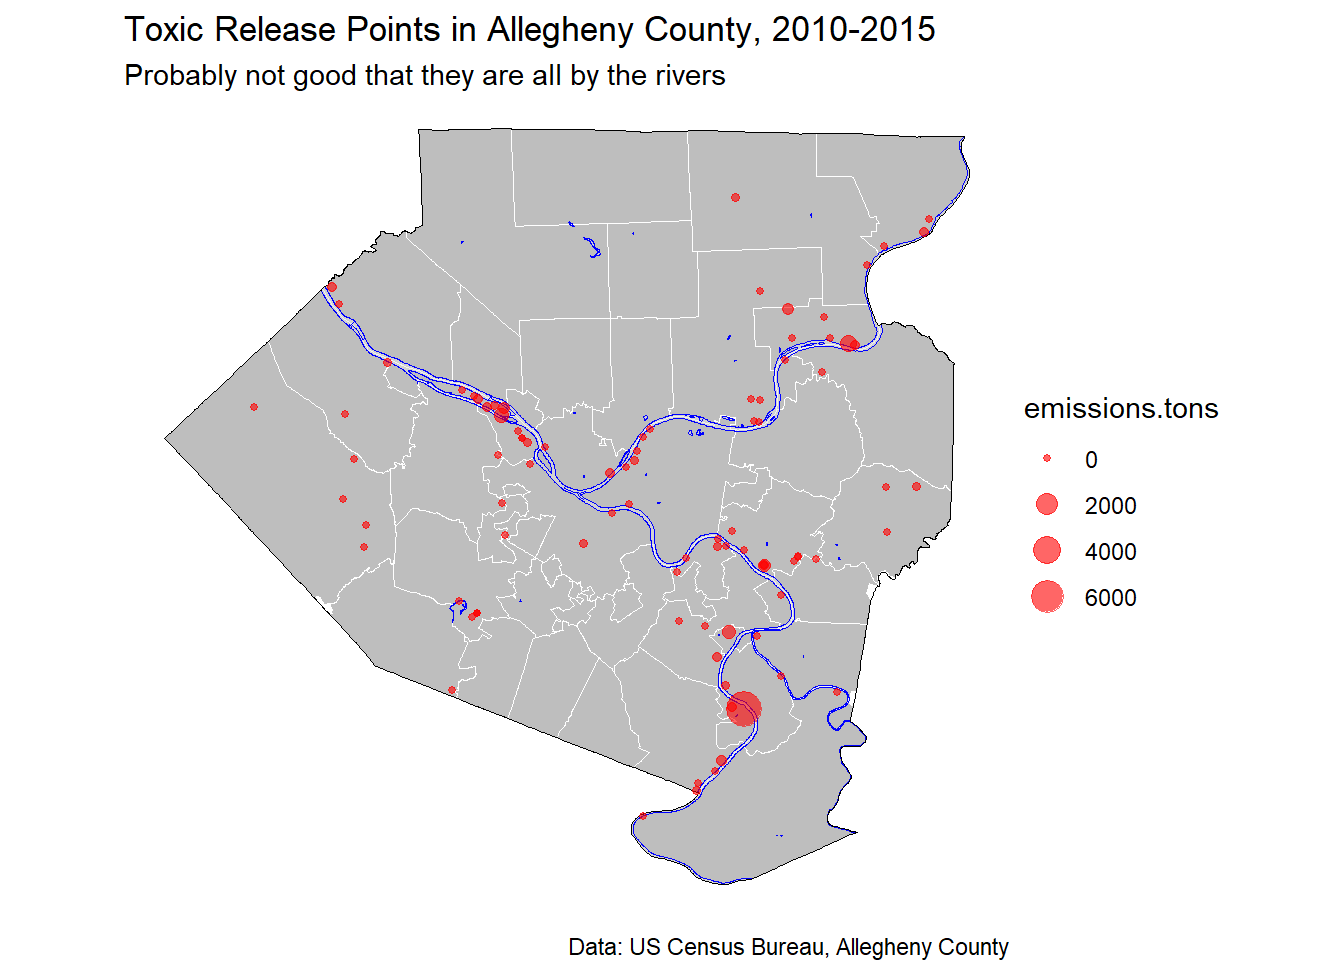 Toxic Release Points in Allegheny County, 2010-2015
Probably not good that they are all by the rivers
emissions.tons
0
2000
4000
6000
Data: US Census Bureau, Allegheny County